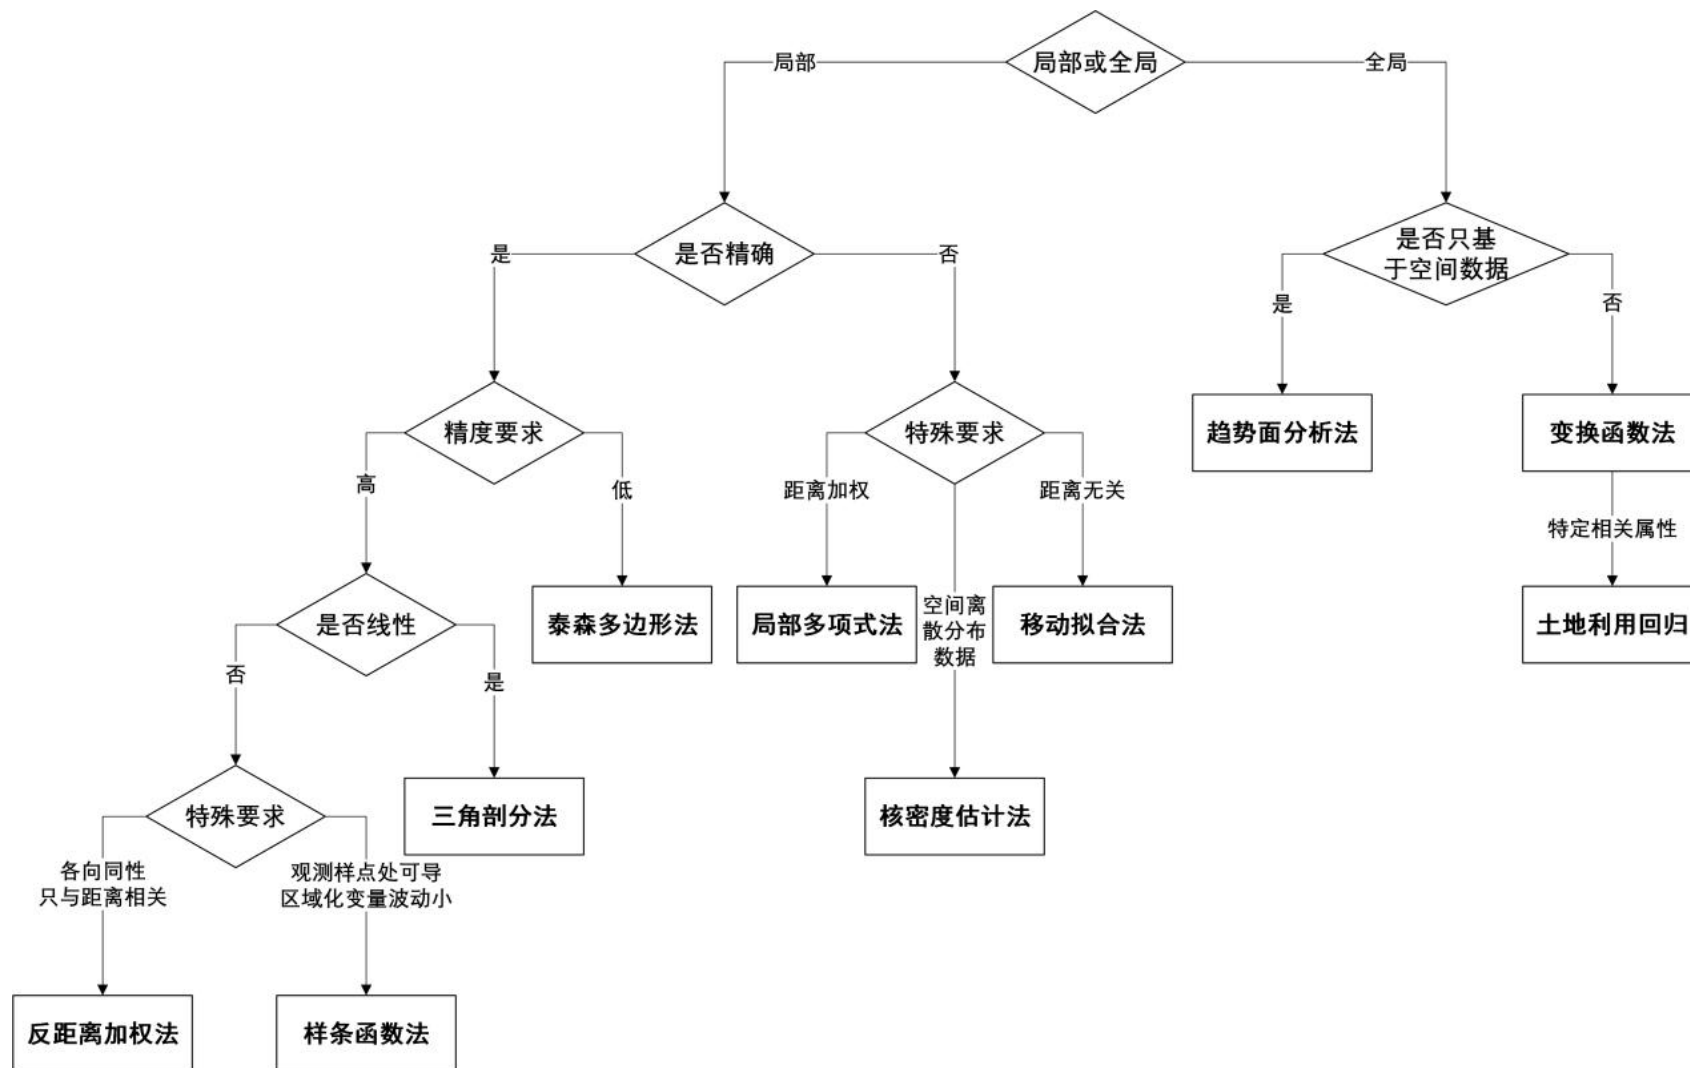 局部或全局
局部
全局
是否精确
是
否
是否只基
于空间数据
是
否
精度要求
高
低
特殊要求
距离加权
距离无关
空间离
散分布
数据
趋势面分析法
变换函数法
特定相关属性
土地利用回归
是否线性
否
是
泰森多边形法
局部多项式法
移动拟合法
特殊要求
三角剖分法
核密度估计法
各向同性
只与距离相关
观测样点处可导
区域化变量波动小
反距离加权法
样条函数法